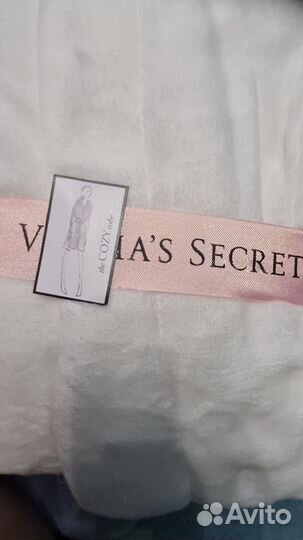 V IA'S SECRET
the COZY robe
Avito